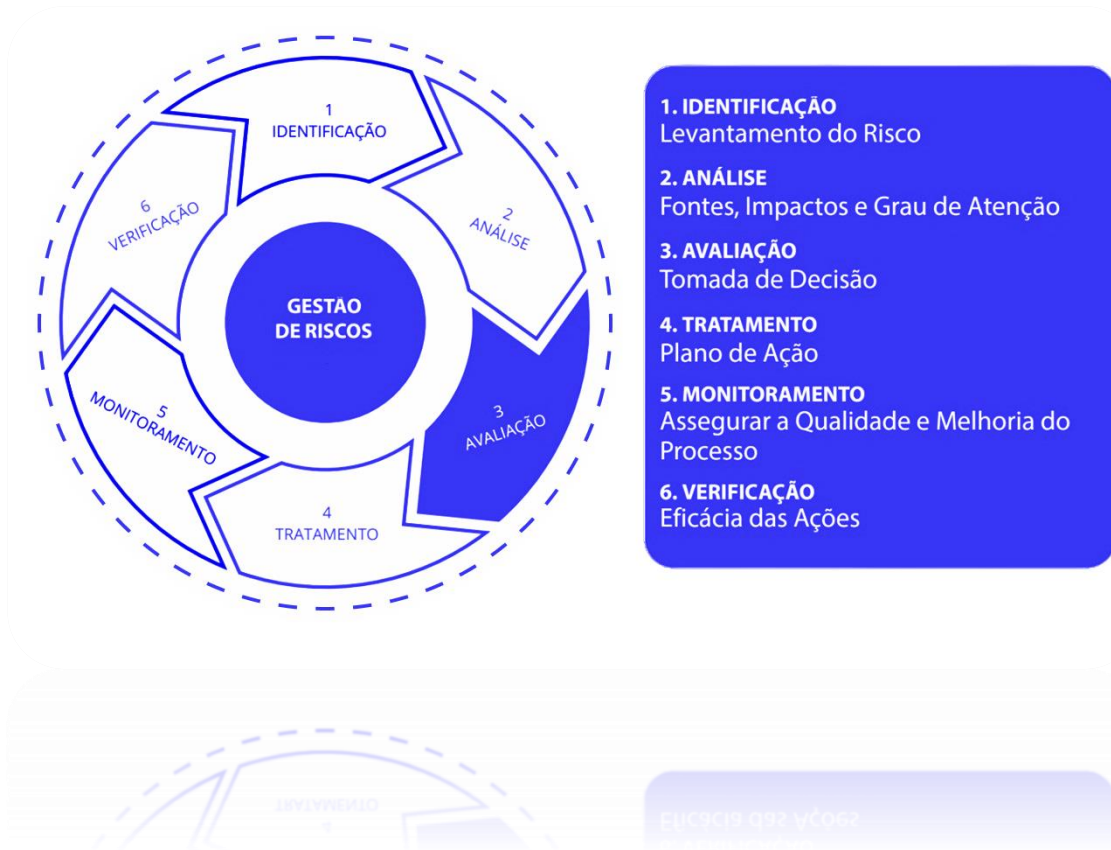 1
IDENTIFICAÇÃO
2
ANÁLISE
3
AVALIAÇÃO
4
TRATAMENTO
5
MONITORAMENTO
6
VERIFICAÇÃO
GESTÃO
DE RISCOS
1. IDENTIFICAÇÃO
Levantamento do Risco
2. ANÁLISE
Fontes, Impactos e Grau de Atenção
3. AVALIAÇÃO
Tomada de Decisão
4. TRATAMENTO
Plano de Ação
5. MONITORAMENTO
Assegurar a Qualidade e Melhoria do
Processo
6. VERIFICAÇÃO
Eficácia das Ações